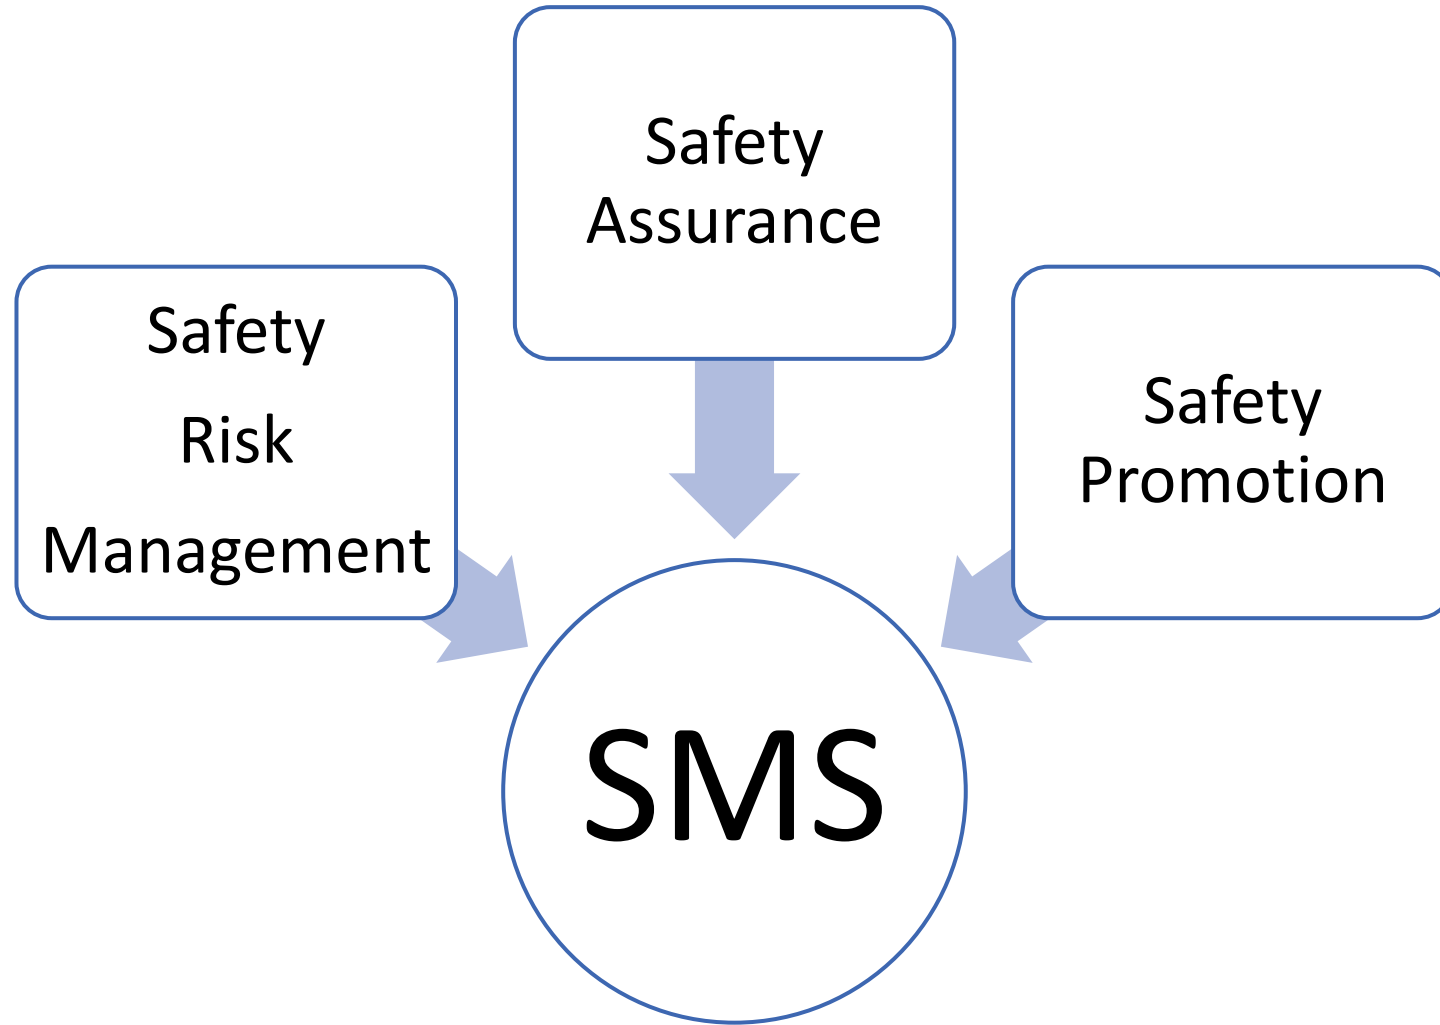 Safety
Assurance
Safety
Risk
Management
Safety
Promotion
SMS